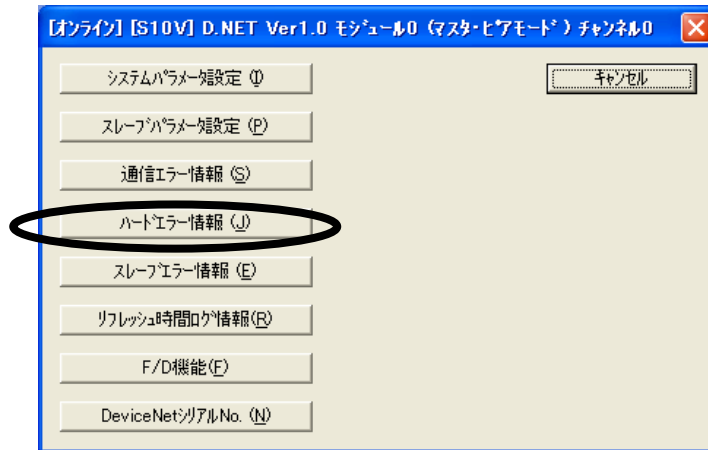 [オンライン] [S10V] D.NET Ver1.0 ﾓｼﾞｭｰﾙ0 (ﾏｽﾀ･ﾋﾟｱﾓｰﾄﾞ) ﾁｬﾝﾈﾙ0
システムパラメータ設定 (I)
キャンセル
スレーブパラメータ設定 (P)
通信エラー情報 (S)
ハードエラー情報 (J)
スレーブエラー情報 (E)
リフレッシュ時間ログ情報(R)
F/D機能(F)
DeviceNetシリアルNo. (N)